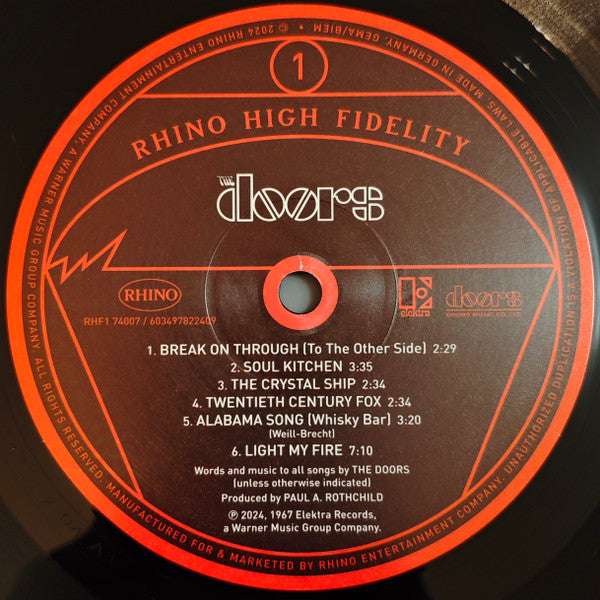 1
RHINO HIGH FIDELITY
THE
doors
RHINO
elektra
doors
DOORS MUSIC CO. LLC
RHF1 74007 / 603497822409
1. BREAK ON THROUGH (To The Other Side) 2:29
2. SOUL KITCHEN 3:35
3. THE CRYSTAL SHIP 2:34
4. TWENTIETH CENTURY FOX 2:34
5. ALABAMA SONG (Whisky Bar) 3:20
(Weill-Brecht)
6. LIGHT MY FIRE 7:10
Words and music to all songs by THE DOORS
(unless otherwise indicated)
Produced by PAUL A. ROTHCHILD
℗ 2024, 1967 Elektra Records,
a Warner Music Group Company.
© 2024 RHINO ENTERTAINMENT COMPANY, A WARNER MUSIC GROUP COMPANY. ALL RIGHTS RESERVED. MANUFACTURED FOR & MARKETED BY RHINO ENTERTAINMENT COMPANY. UNAUTHORIZED DUPLICATION IS A VIOLATION OF APPLICABLE LAWS. MADE IN GERMANY. GEMA/BIEM